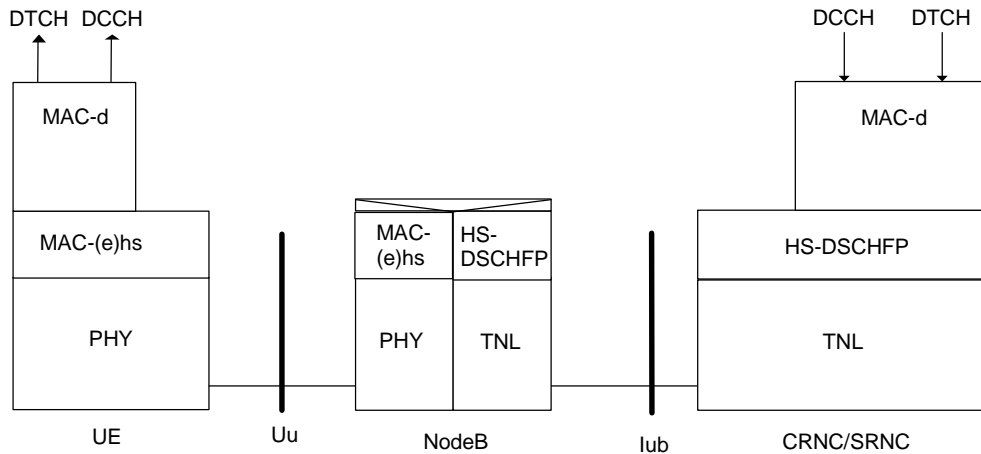 DTCH DCCH
DCCH DTCH
MAC-d
MAC-d
MAC-(e)hs
MAC-
(e)hs
HS-
DSCHFP
HS-DSCHFP
PHY
PHY
TNL
TNL
UE
Uu
NodeB
Iub
CRNC/SRNC